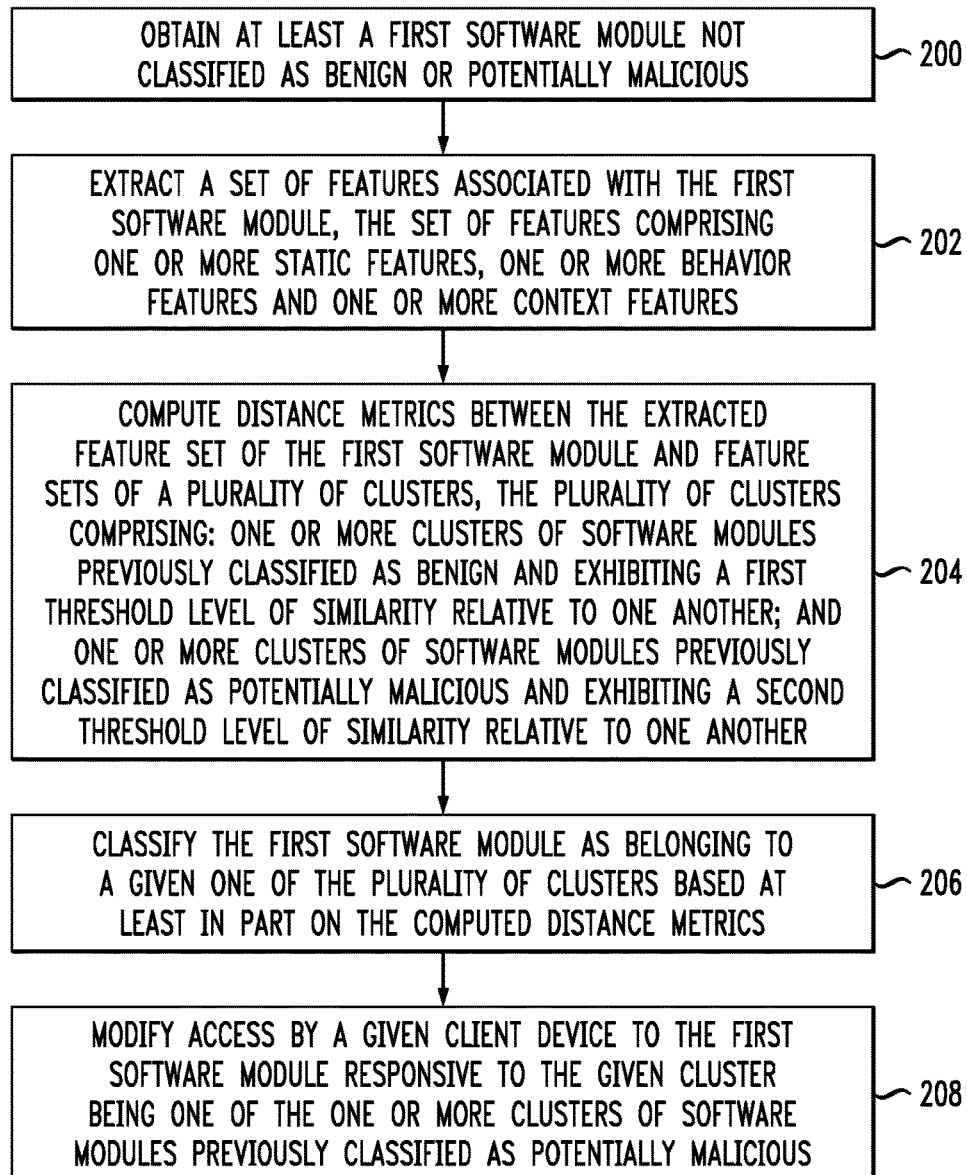 OBTAIN AT LEAST A FIRST SOFTWARE MODULE NOT
CLASSIFIED AS BENIGN OR POTENTIALLY MALICIOUS
200
EXTRACT A SET OF FEATURES ASSOCIATED WITH THE FIRST
SOFTWARE MODULE, THE SET OF FEATURES COMPRISING
ONE OR MORE STATIC FEATURES, ONE OR MORE BEHAVIOR
FEATURES AND ONE OR MORE CONTEXT FEATURES
202
COMPUTE DISTANCE METRICS BETWEEN THE EXTRACTED
FEATURE SET OF THE FIRST SOFTWARE MODULE AND FEATURE
SETS OF A PLURALITY OF CLUSTERS, THE PLURALITY OF CLUSTERS
COMPRISING: ONE OR MORE CLUSTERS OF SOFTWARE MODULES
PREVIOUSLY CLASSIFIED AS BENIGN AND EXHIBITING A FIRST
THRESHOLD LEVEL OF SIMILARITY RELATIVE TO ONE ANOTHER; AND
ONE OR MORE CLUSTERS OF SOFTWARE MODULES PREVIOUSLY
CLASSIFIED AS POTENTIALLY MALICIOUS AND EXHIBITING A SECOND
THRESHOLD LEVEL OF SIMILARITY RELATIVE TO ONE ANOTHER
204
CLASSIFY THE FIRST SOFTWARE MODULE AS BELONGING TO
A GIVEN ONE OF THE PLURALITY OF CLUSTERS BASED AT
LEAST IN PART ON THE COMPUTED DISTANCE METRICS
206
MODIFY ACCESS BY A GIVEN CLIENT DEVICE TO THE FIRST
SOFTWARE MODULE RESPONSIVE TO THE GIVEN CLUSTER
BEING ONE OF THE ONE OR MORE CLUSTERS OF SOFTWARE
MODULES PREVIOUSLY CLASSIFIED AS POTENTIALLY MALICIOUS
208